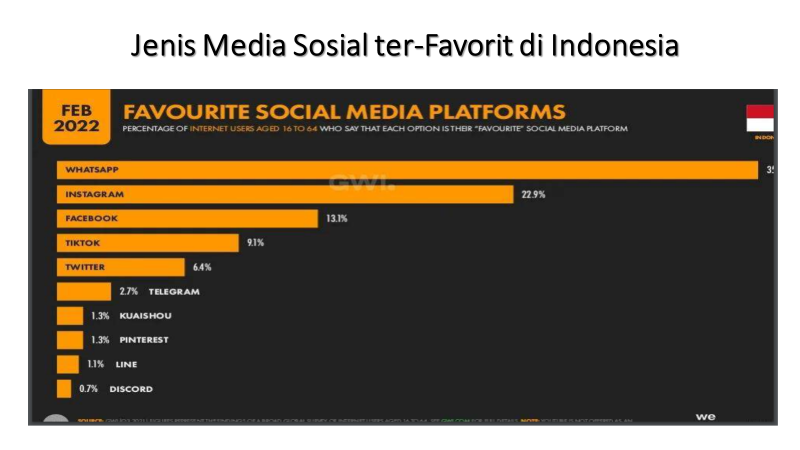 Jenis Media Sosial ter-Favorit di Indonesia
FEB
2022
FAVOURITE SOCIAL MEDIA PLATFORMS
PERCENTAGE OF INTERNET USERS AGED 16 TO 64 WHO SAY THAT EACH OPTION IS THEIR "FAVOURITE" SOCIAL MEDIA PLATFORM
GWI.
WHATSAPP
INSTAGRAM 22.9%
FACEBOOK 13.1%
TIKTOK 9.1%
TWITTER 6.4%
2.7% TELEGRAM
1.3% KUAISHOU
1.3% PINTEREST
1.1% LINE
0.7% DISCORD
we